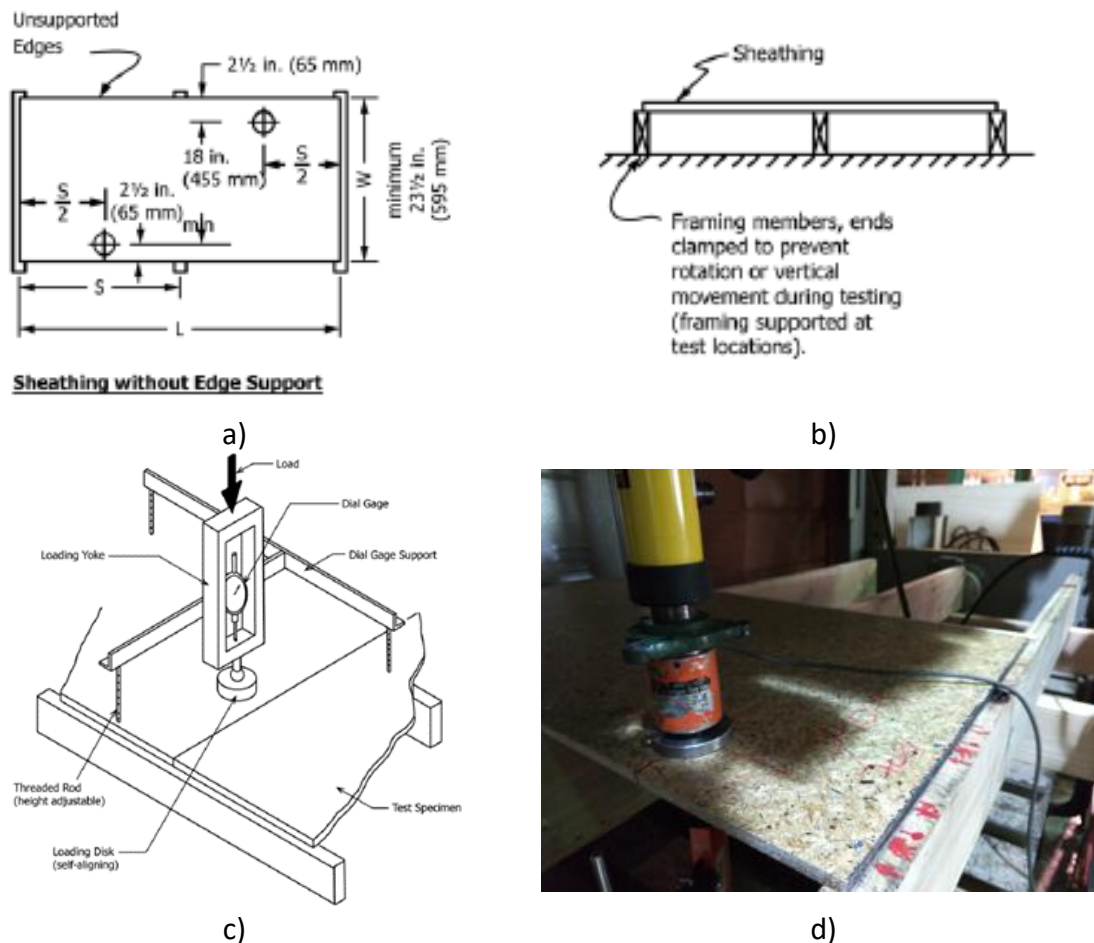 Unsupported
Edges
2½ in. (65 mm)
18 in.
(455 mm)
S
2
W
minimum
23½ in.
(595 mm)
S
2
2½ in.
(65 mm)
min
S
L
Sheathing without Edge Support
a)
Sheathing
Framing members, ends
clamped to prevent
rotation or vertical
movement during testing
(framing supported at
test locations).
b)
Load
Dial Gage
Loading Yoke
Dial Gage Support
Threaded Rod
(height adjustable)
Test Specimen
Loading Disk
(self-aligning)
c)
d)